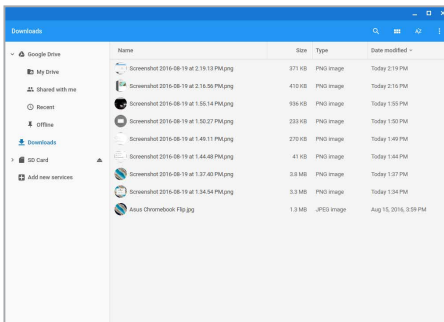 Downloads
AZ
Google Drive
My Drive
Shared with me
Recent
Offline
Downloads
SD Card
Add new services
Name Size Type Date modified
Screenshot 2016-08-19 at 2.19.13 PM.png 371 KB PNG image Today 2:19 PM
Screenshot 2016-08-19 at 2.16.56 PM.png 410 KB PNG image Today 2:16 PM
Screenshot 2016-08-19 at 1.55.14 PM.png 936 KB PNG image Today 1:55 PM
Screenshot 2016-08-19 at 1.50.27 PM.png 233 KB PNG image Today 1:50 PM
Screenshot 2016-08-19 at 1.49.11 PM.png 270 KB PNG image Today 1:49 PM
Screenshot 2016-08-19 at 1.44.48 PM.png 41 KB PNG image Today 1:44 PM
Screenshot 2016-08-19 at 1.37.40 PM.png 3.8 MB PNG image Today 1:37 PM
Screenshot 2016-08-19 at 1.34.54 PM.png 3.3 MB PNG image Today 1:34 PM
Asus Chromebook Flip.jpg 1.3 MB JPEG image Aug 15, 2016, 3:59 PM